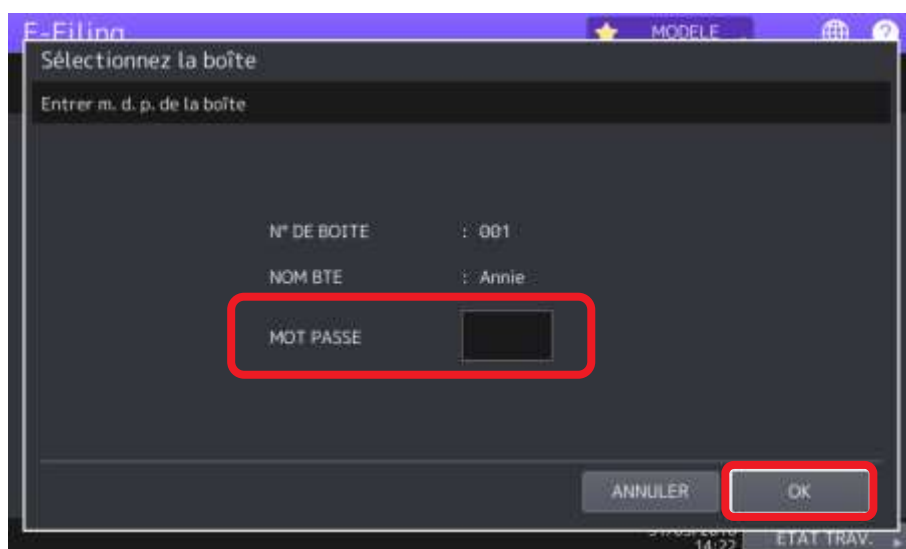 E-Filing
MODELE
?
Sélectionnez la boîte
Entrer m. d. p. de la boîte
N° DE BOITE : 001
NOM BTE : Annie
MOT PASSE
ANNULER OK
14:22 ETAT TRAV.